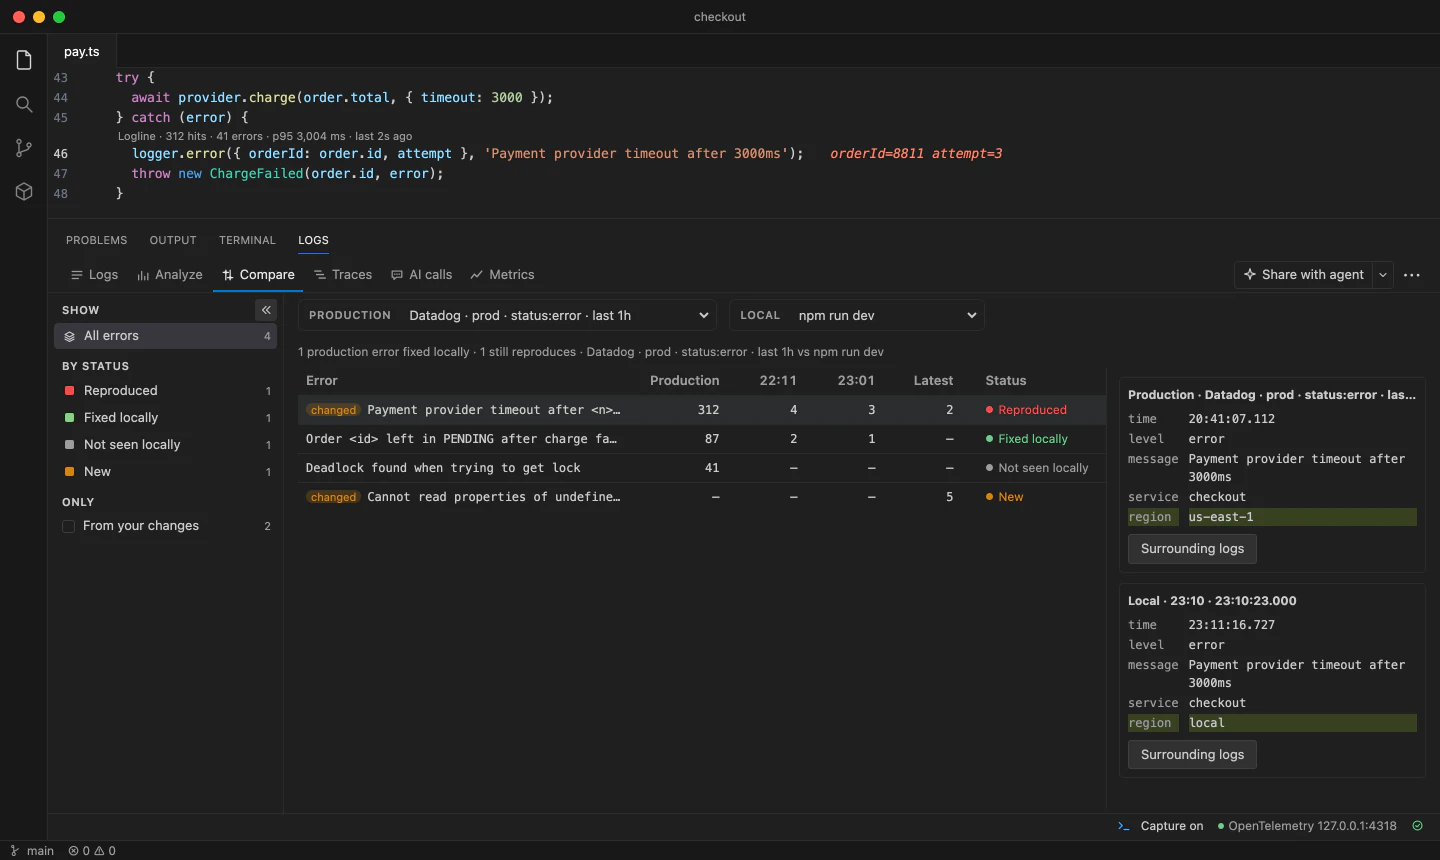 checkout
pay.ts
43 try {
44 await provider.charge(order.total, { timeout: 3000 });
45 } catch (error) {
Logline · 312 hits · 41 errors · p95 3,004 ms · last 2s ago
46 logger.error({ orderId: order.id, attempt }, 'Payment provider timeout after 3000ms'); orderId=8811 attempt=3
47 throw new ChargeFailed(order.id, error);
48 }
PROBLEMS OUTPUT TERMINAL LOGS
Logs Analyze Compare Traces AI calls Metrics Share with agent
SHOW
All errors 4
BY STATUS
Reproduced 1
Fixed locally 1
Not seen locally 1
New 1
ONLY
From your changes 2
PRODUCTION Datadog · prod · status:error · last 1h LOCAL npm run dev
1 production error fixed locally · 1 still reproduces · Datadog · prod · status:error · last 1h vs npm run dev
Error Production 22:11 23:01 Latest Status
changed Payment provider timeout after <n>… 312 4 3 2 Reproduced
Order <id> left in PENDING after charge fa… 87 2 1 – Fixed locally
Deadlock found when trying to get lock 41 – – – Not seen locally
changed Cannot read properties of undefine… – – – 5 New
Production · Datadog · prod · status:error · las...
time 20:41:07.112
level error
message Payment provider timeout after
3000ms
service checkout
region us-east-1
Surrounding logs
Local · 23:10 · 23:10:23.000
time 23:11:16.727
level error
message Payment provider timeout after
3000ms
service checkout
region local
Surrounding logs
Capture on OpenTelemetry 127.0.0.1:4318
main 0 0